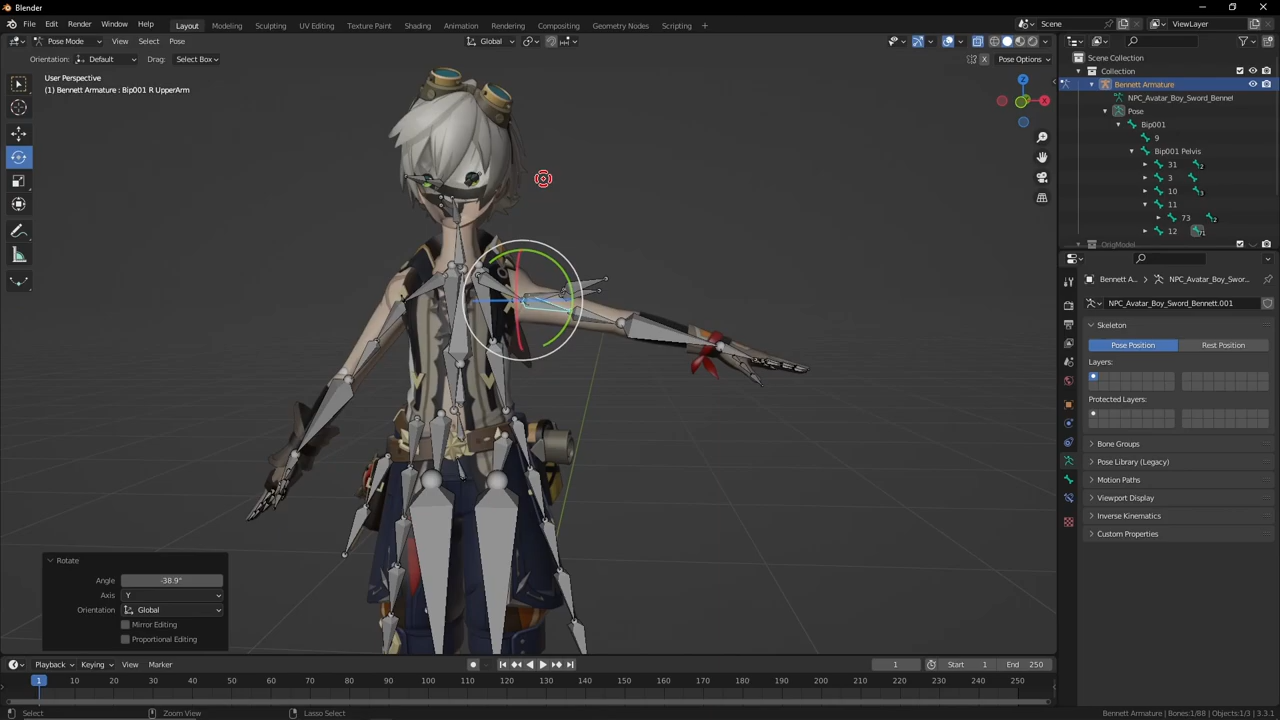 Blender
File Edit Render Window Help Layout Modeling Sculpting UV Editing Texture Paint Shading Animation Rendering Compositing Geometry Nodes Scripting + Scene ViewLayer
Pose Mode View Select Pose Global
Orientation: Default Drag: Select Box X Pose Options
User Perspective
(1) Bennett Armature : Bip001 R UpperArm
Z
X
Scene Collection
Collection
Bennett Armature
NPC_Avatar_Boy_Sword_Bennet
Pose
Bip001
9
Bip001 Pelvis
31
3
10
11
73
12
OrigModel
Bennett A... NPC_Avatar_Boy_Swor...
NPC_Avatar_Boy_Sword_Bennett.001
Skeleton
Pose Position Rest Position
Layers:
Protected Layers:
Bone Groups
Pose Library (Legacy)
Motion Paths
Viewport Display
Inverse Kinematics
Custom Properties
Rotate
Angle -38.9°
Axis Y
Orientation Global
Mirror Editing
Proportional Editing
Playback Keying View Marker 1 Start 1 End 250
1 10 20 30 40 50 60 70 80 90 100 110 120 130 140 150 160 170 180 190 200 210 220 230 240 250
Select Zoom View Lasso Select Bennett Armature | Bones:1/88 | Objects:1/3 | 3.3.1